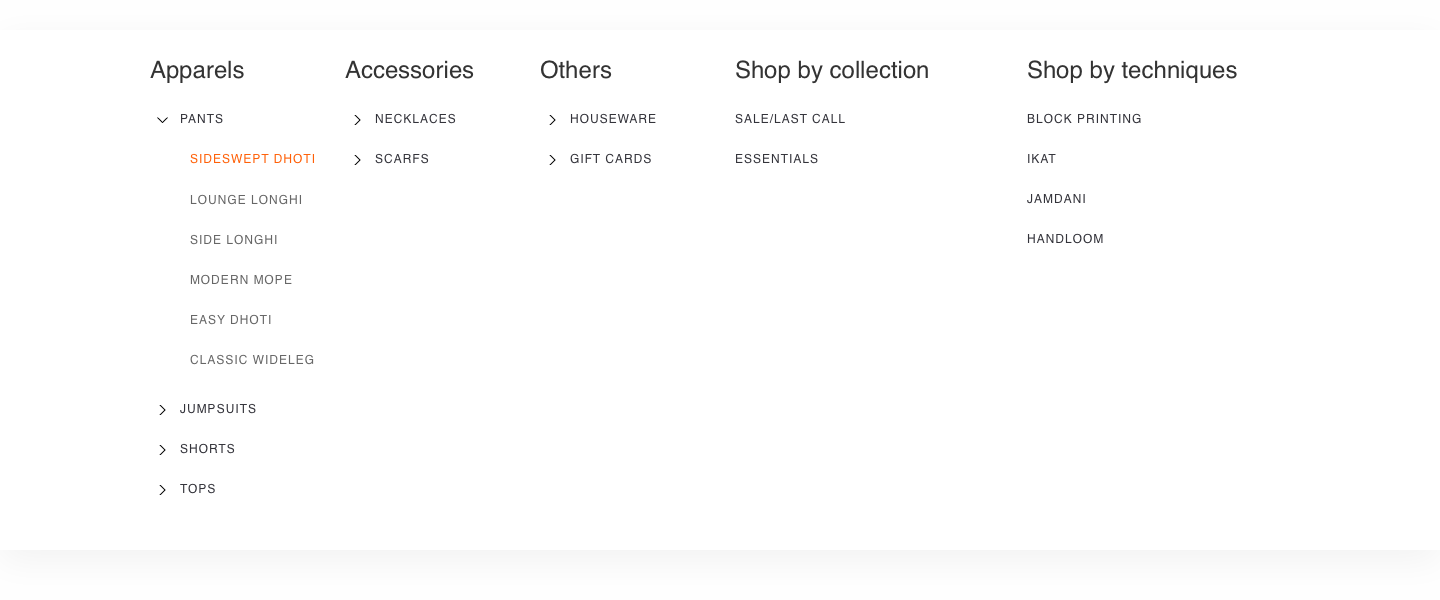 Apparels
PANTS
SIDESWEPT DHOTI
LOUNGE LONGHI
SIDE LONGHI
MODERN MOPE
EASY DHOTI
CLASSIC WIDELEG
JUMPSUITS
SHORTS
TOPS
Accessories
NECKLACES
SCARFS
Others
HOUSEWARE
GIFT CARDS
Shop by collection
SALE/LAST CALL
ESSENTIALS
Shop by techniques
BLOCK PRINTING
IKAT
JAMDANI
HANDLOOM